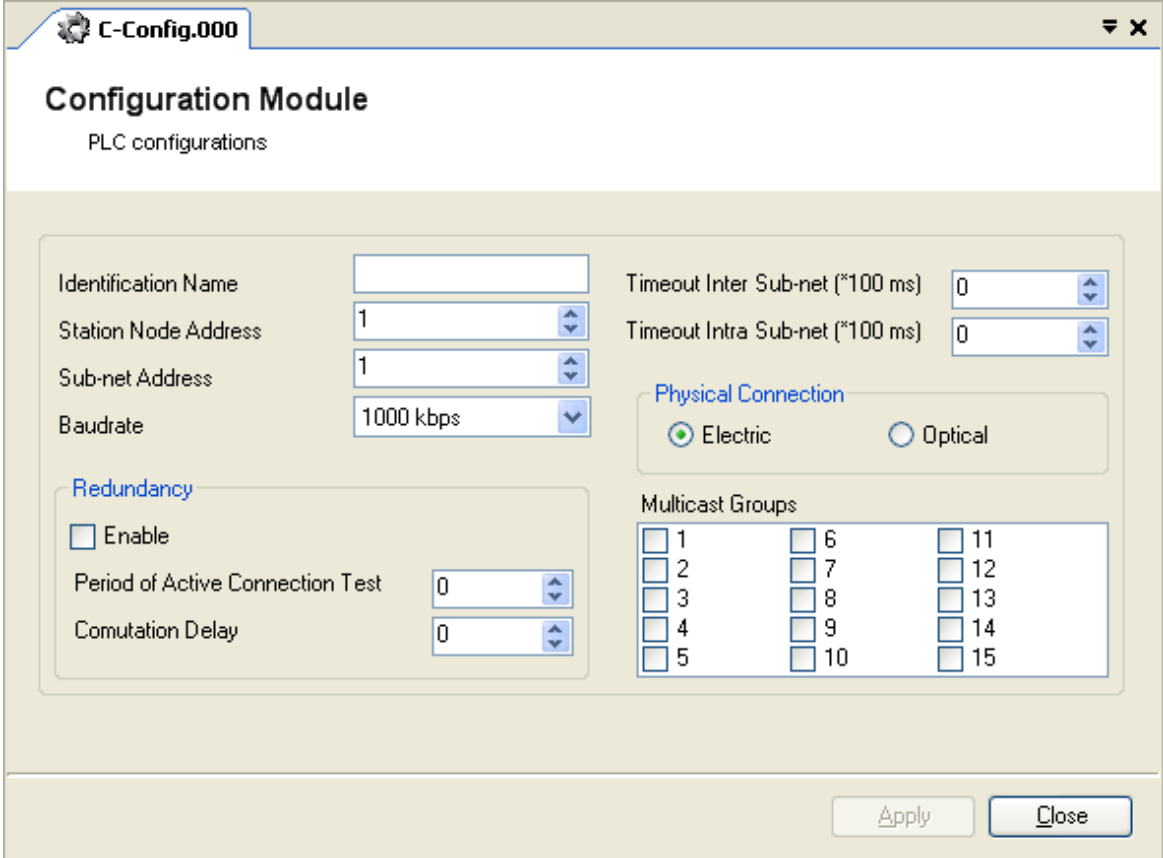 C-Config.000
Configuration Module
PLC configurations
Identification Name
Station Node Address 1
Sub-net Address 1
Baudrate 1000 kbps
Redundancy
Enable
Period of Active Connection Test 0
Comutation Delay 0
Timeout Inter Sub-net (*100 ms) 0
Timeout Intra Sub-net (*100 ms) 0
Physical Connection
Electric Optical
Multicast Groups
1 6 11
2 7 12
3 8 13
4 9 14
5 10 15
Apply Close